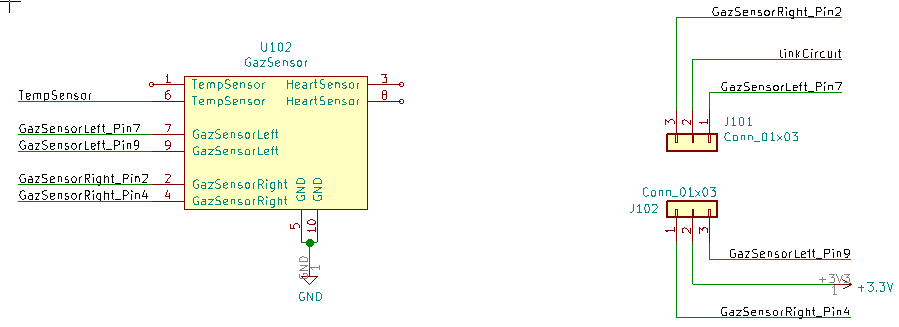 GazSensorRight_Pin2
U102
GazSensor
linkCircuit
1 TempSensor HeartSensor 3
TempSensor 6 TempSensor HeartSensor 8
GazSensorLeft_Pin7
3 2 1
J101
Conn_01x03
GazSensorLeft_Pin7 7 GazSensorLeft
GazSensorLeft_Pin9 9 GazSensorLeft
GazSensorRight_Pin2 2 GazSensorRight
GazSensorRight_Pin4 4 GazSensorRight
GND GND
5 10
GND 1
GND
Conn_01x03
J102
1 2 3
GazSensorLeft_Pin9
+3V3
1
+3.3V
GazSensorRight_Pin4